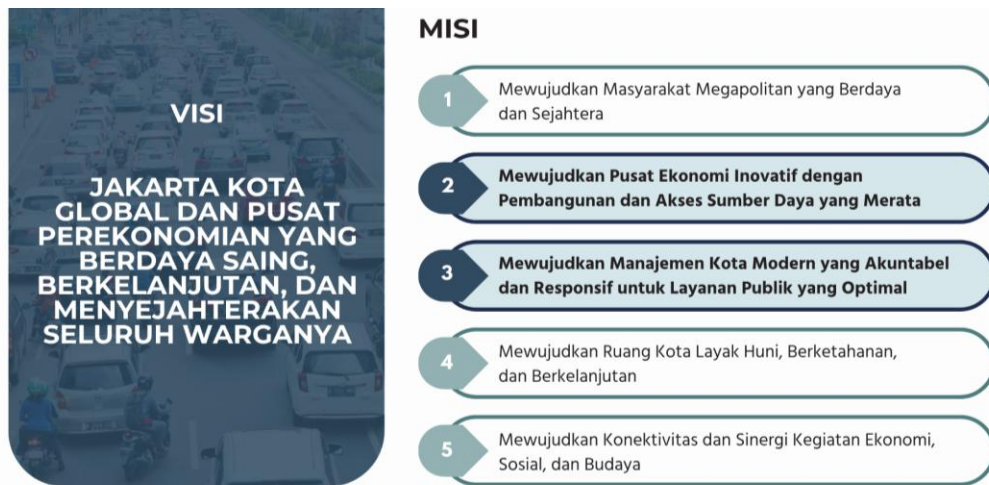 VISI
JAKARTA KOTA
GLOBAL DAN PUSAT
PEREKONOMIAN YANG
BERDAYA SAING,
BERKELANJUTAN, DAN
MENYEJAHTERAKAN
SELURUH WARGANYA
MISI
1
Mewujudkan Masyarakat Megapolitan yang Berdaya
dan Sejahtera
2
Mewujudkan Pusat Ekonomi Inovatif dengan
Pembangunan dan Akses Sumber Daya yang Merata
3
Mewujudkan Manajemen Kota Modern yang Akuntabel
dan Responsif untuk Layanan Publik yang Optimal
4
Mewujudkan Ruang Kota Layak Huni, Berketahanan,
dan Berkelanjutan
5
Mewujudkan Konektivitas dan Sinergi Kegiatan Ekonomi,
Sosial, dan Budaya